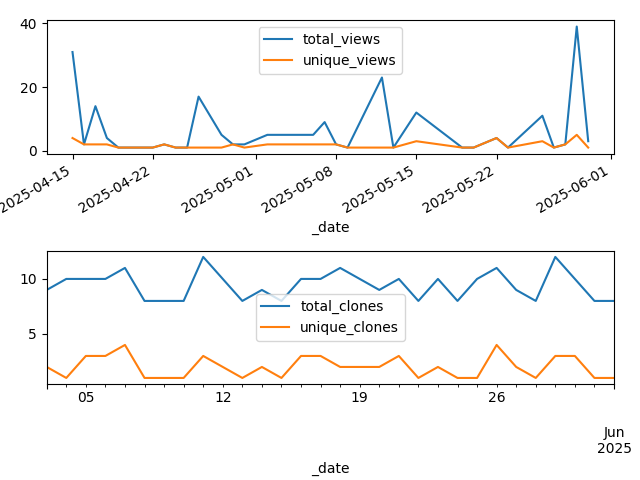 40
20
0
total_views
unique_views
2025-04-15
2025-04-22
2025-05-01
2025-05-08
2025-05-15
2025-05-22
2025-06-01
_date
10
5
total_clones
unique_clones
05
12
19
26
Jun
2025
_date